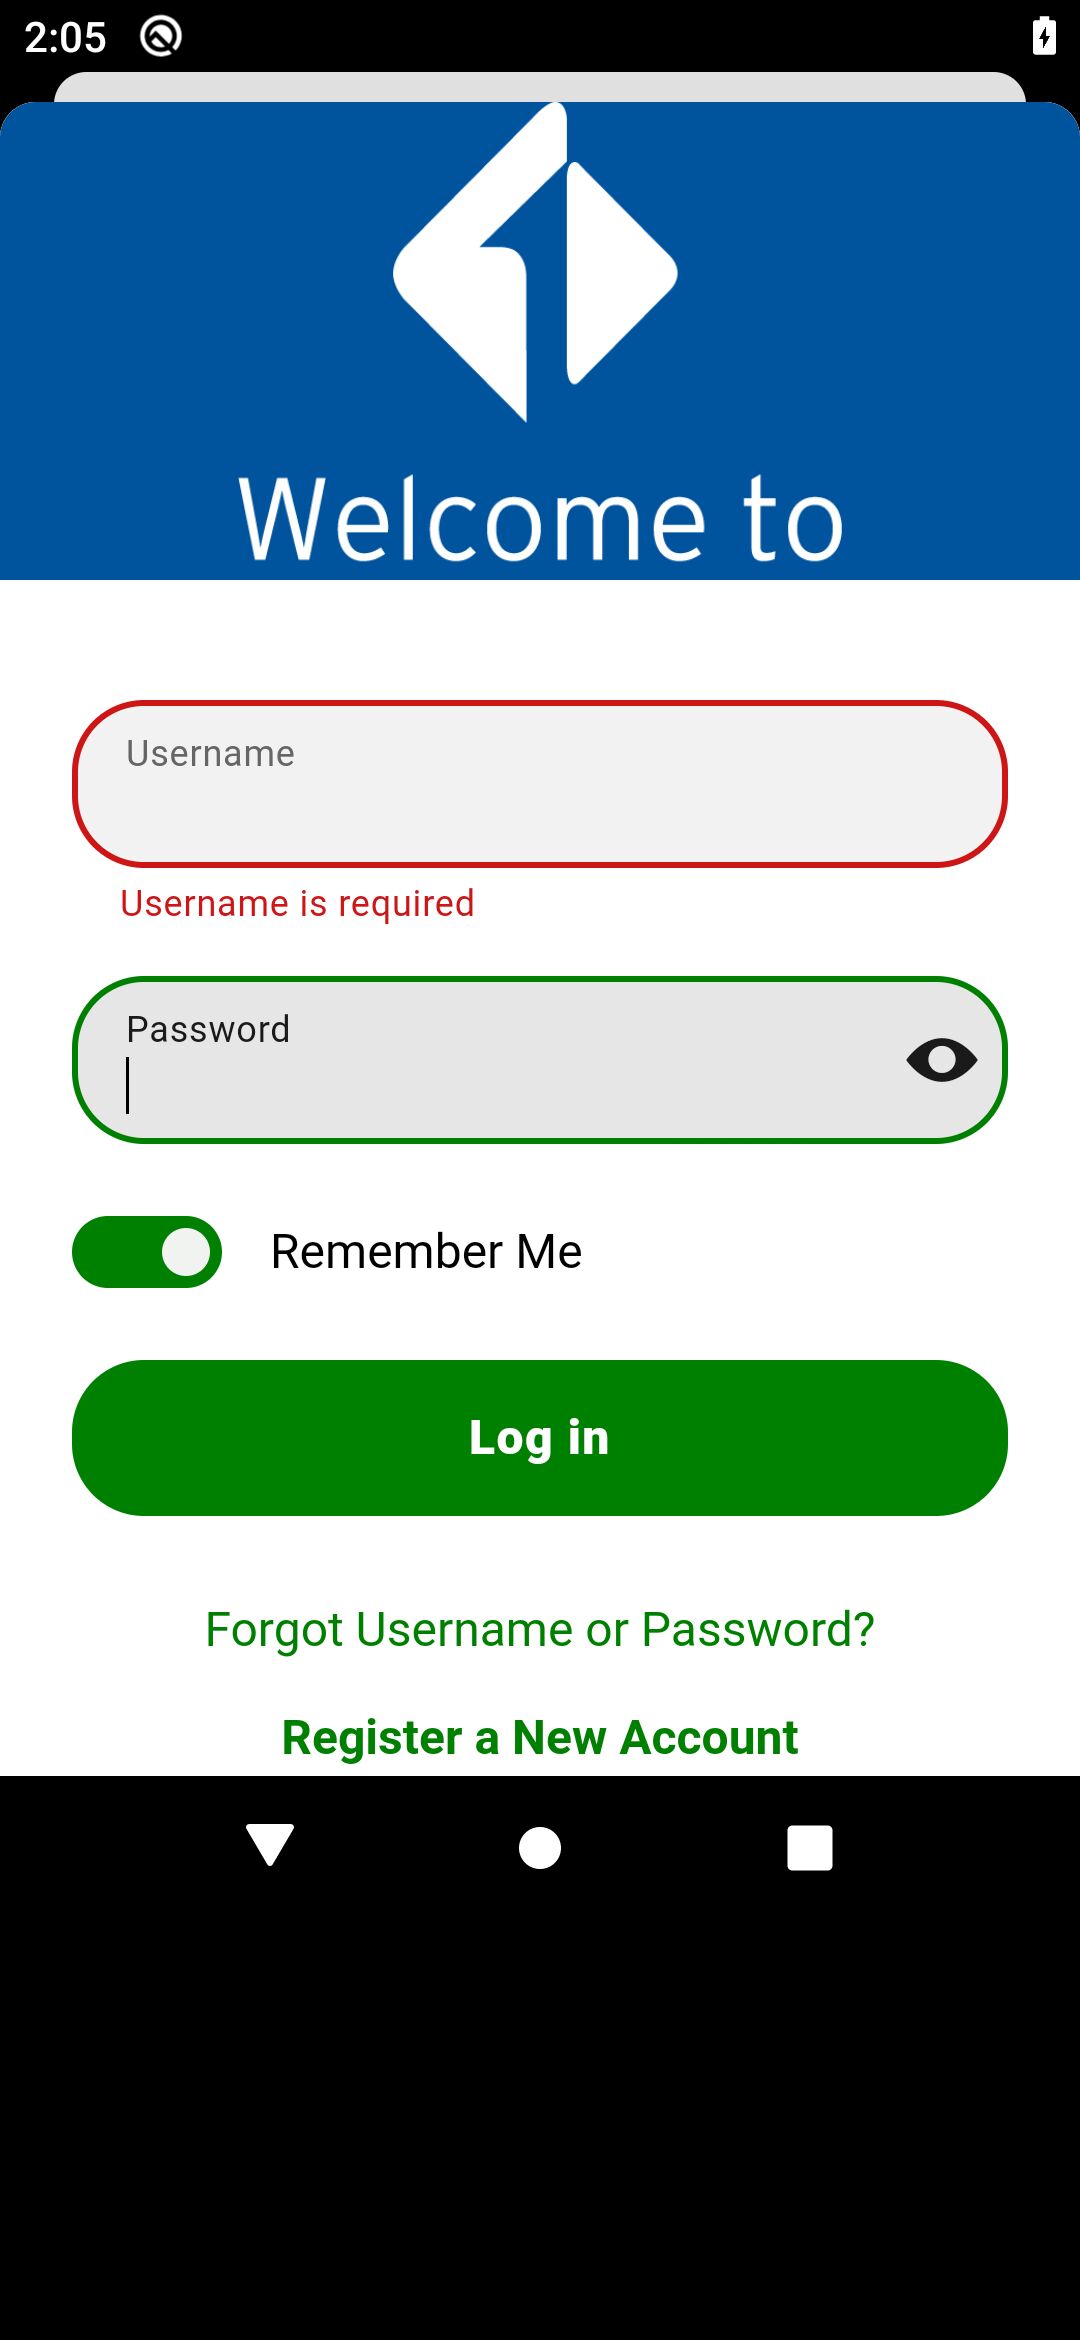 2:05
Welcome to
Username
Username is required
Password
Remember Me
Log in
Forgot Username or Password?
Register a New Account